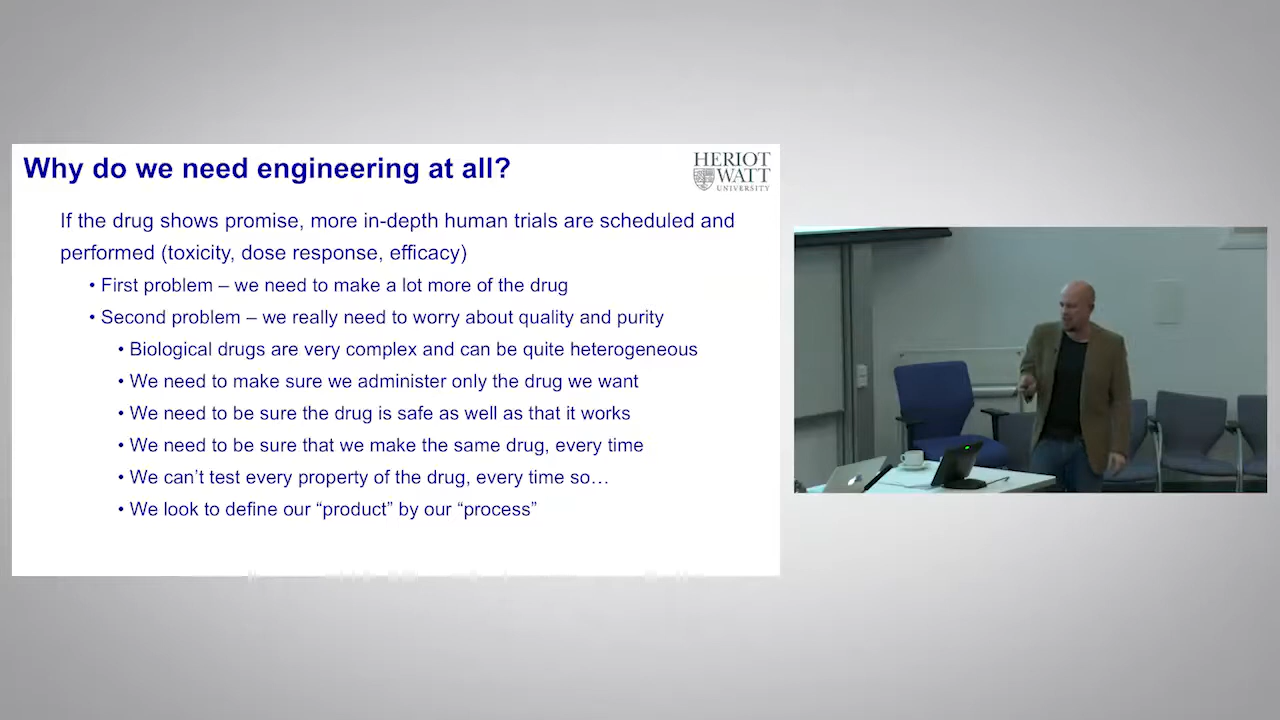 Why do we need engineering at all?
HERIOT
WATT
UNIVERSITY
If the drug shows promise, more in-depth human trials are scheduled and
performed (toxicity, dose response, efficacy)
• First problem – we need to make a lot more of the drug
• Second problem – we really need to worry about quality and purity
• Biological drugs are very complex and can be quite heterogeneous
• We need to make sure we administer only the drug we want
• We need to be sure the drug is safe as well as that it works
• We need to be sure that we make the same drug, every time
• We can’t test every property of the drug, every time so…
• We look to define our “product” by our “process”